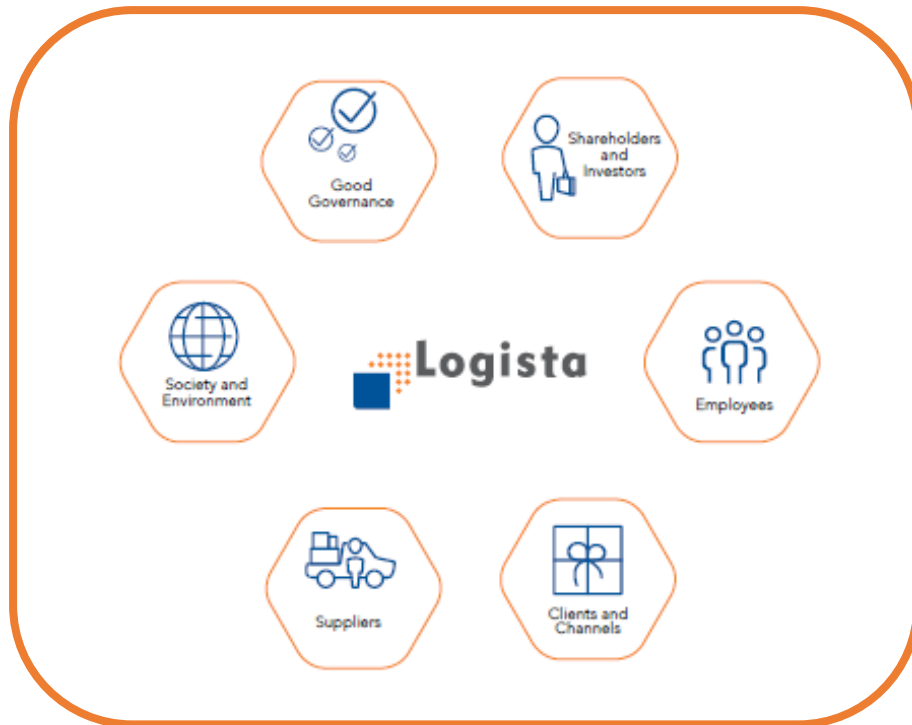 Good
Governance
Shareholders
and
Investors
Society and
Environment
Logista
Employees
Suppliers
Clients and
Channels